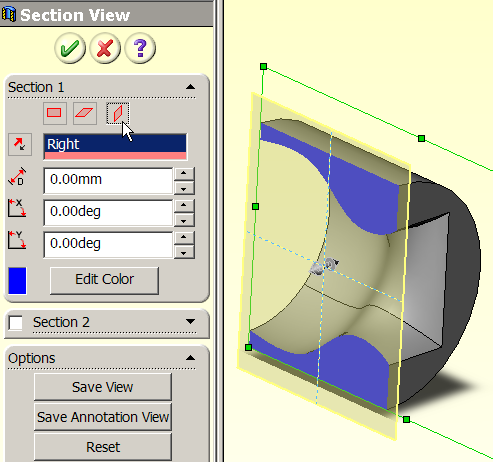 Section View
?
Section 1
Right
D
0.00mm
X
0.00deg
Y
0.00deg
Edit Color
Section 2
Options
Save View
Save Annotation View
Reset